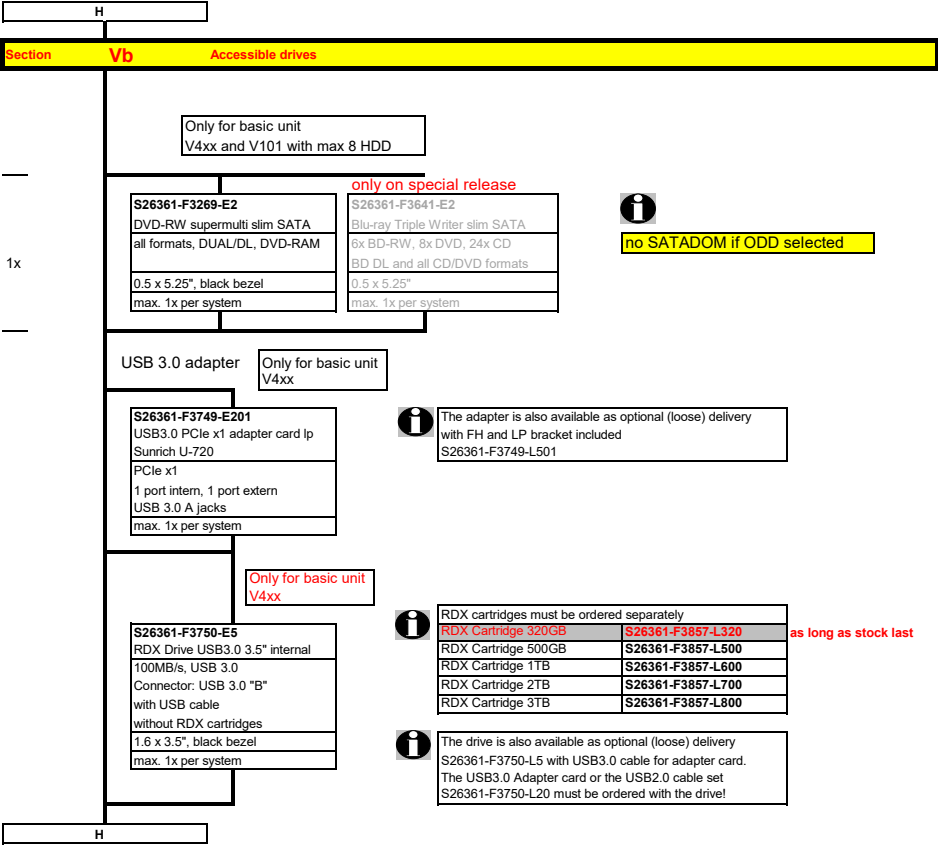 H
Section Vb Accessible drives
Only for basic unit
V4xx and V101 with max 8 HDD
only on special release
S26361-F3269-E2
DVD-RW supermulti slim SATA
all formats, DUAL/DL, DVD-RAM
0.5 x 5.25", black bezel
max. 1x per system
S26361-F3641-E2
Blu-ray Triple Writer slim SATA
6x BD-RW, 8x DVD, 24x CD
BD DL and all CD/DVD formats
0.5 x 5.25"
max. 1x per system
no SATADOM if ODD selected
1x
USB 3.0 adapter
Only for basic unit
V4xx
S26361-F3749-E201
USB3.0 PCIe x1 adapter card lp
Sunrich U-720
PCIe x1
1 port intern, 1 port extern
USB 3.0 A jacks
max. 1x per system
The adapter is also available as optional (loose) delivery
with FH and LP bracket included
S26361-F3749-L501
Only for basic unit
V4xx
S26361-F3750-E5
RDX Drive USB3.0 3.5" internal
100MB/s, USB 3.0
Connector: USB 3.0 "B"
with USB cable
without RDX cartridges
1.6 x 3.5", black bezel
max. 1x per system
RDX cartridges must be ordered separately
RDX Cartridge 320GB S26361-F3857-L320 as long as stock last
RDX Cartridge 500GB S26361-F3857-L500
RDX Cartridge 1TB S26361-F3857-L600
RDX Cartridge 2TB S26361-F3857-L700
RDX Cartridge 3TB S26361-F3857-L800
The drive is also available as optional (loose) delivery
S26361-F3750-L5 with USB3.0 cable for adapter card.
The USB3.0 Adapter card or the USB2.0 cable set
S26361-F3750-L20 must be ordered with the drive!
H